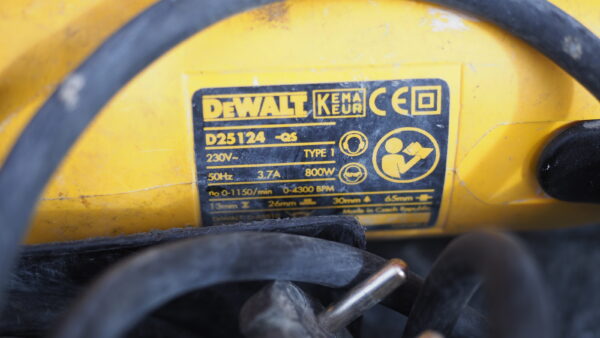 DEWALT KEMA EUR CE
D25124 -QS
230V~ TYPE 1
50Hz 3.7A 800W
n₀ 0-1150/min 0-4300 BPM
13mm 26mm 30mm 65mm
Made in Czech Republic